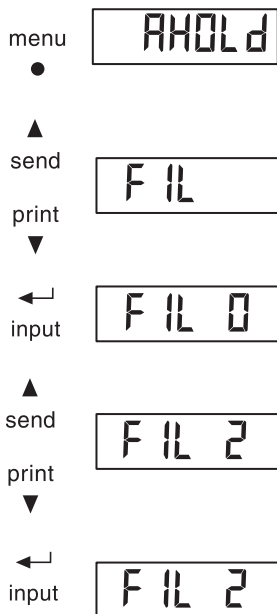 menu
AHOLd
send
FIL
print
input
FIL 0
send
FIL 2
print
input
FIL 2